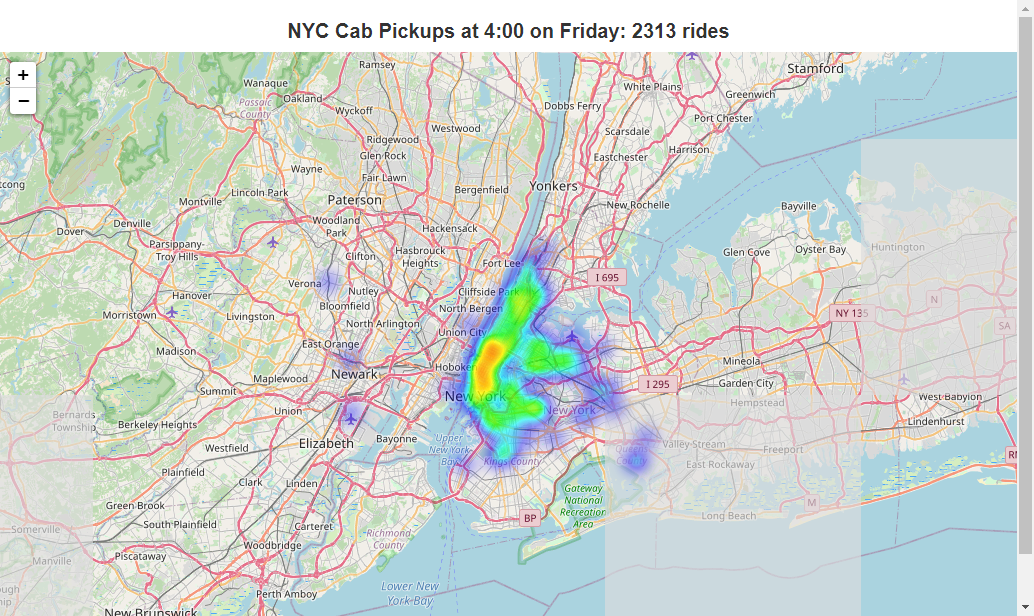 NYC Cab Pickups at 4:00 on Friday: 2313 rides
+
−
Ramsey
Stamford
Wanaque
White Plains
Greenwich
Oakland
Passaic
County
Wyckoff
Dobbs Ferry
Port Chester
Westwood
Scarsdale
Ridgewood
Glen Rock
Harrison
Eastchester
Wayne
Fair Lawn
cong
Lincoln Park
Bergenfield
Yonkers
Montville
Paterson
New Rochelle
Bayville
Denville
Woodland
Park
Dover
Hackensack
Parsippany-
Troy Hills
Clifton
Hasbrouck
Heights
Glen Cove
Oyster Bay
Huntington
Fort Lee
I 695
Verona
Nutley
Cliffside Park
Hanover
Bloomfield
North Bergen
N
Morristown
Livingston
North Arlington
NY 135
SA
Union City
East Orange
Madison
Mineola
Hoboken
Newark
Maplewood
I 295
Garden City
Summit
New York
West Babylon
Hempstead
Union
New York
Bernards
Township
Berkeley Heights
Lindenhurst
Elizabeth
Bayonne
Upper
New York
Bay
Valley Stream
Freeport
Westfield
Queens
County
Kings County
East Rockaway
Plainfield
Clark
Linden
Gateway
National
Recreation
Area
Green Brook
M
South Plainfield
Carteret
BP
Long Beach
Somerville
Richmond
County
Woodbridge
Piscataway
Manville
Lower New
York Bay
Perth Amboy
New Brunswick